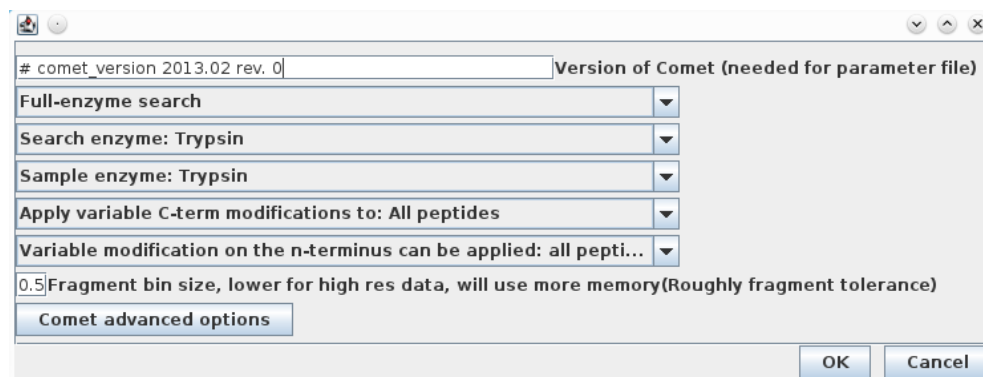 # comet_version 2013.02 rev. 0 Version of Comet (needed for parameter file)
Full-enzyme search
Search enzyme: Trypsin
Sample enzyme: Trypsin
Apply variable C-term modifications to: All peptides
Variable modification on the n-terminus can be applied: all pepti...
0.5 Fragment bin size, lower for high res data, will use more memory(Roughly fragment tolerance)
Comet advanced options
OK Cancel